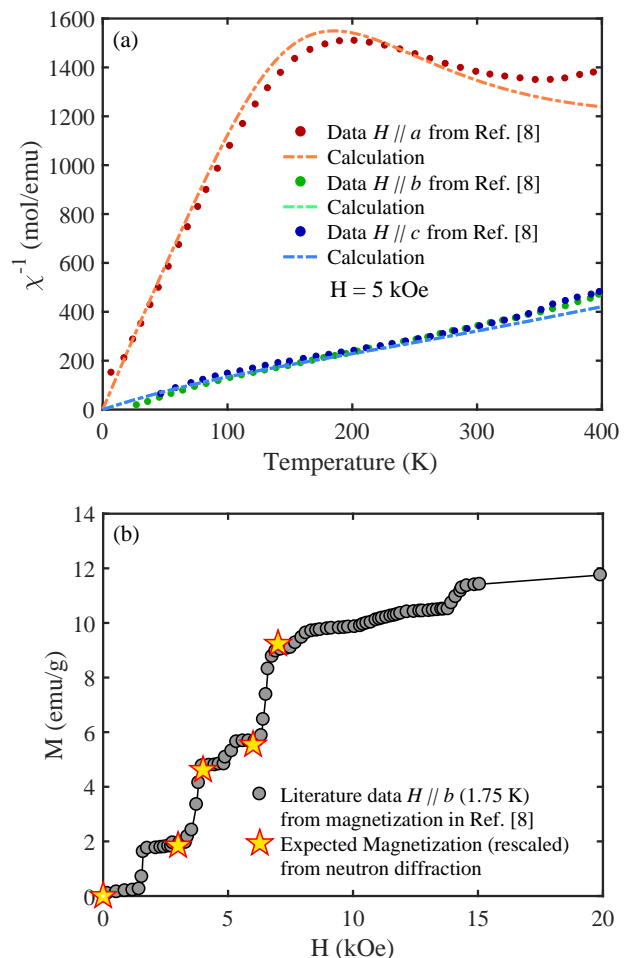 (a)
1600
1400
1200
1000
800
600
400
200
0
χ⁻¹ (mol/emu)
Data H // a from Ref. [8]
Calculation
Data H // b from Ref. [8]
Calculation
Data H // c from Ref. [8]
Calculation
H = 5 kOe
0 100 200 300 400
Temperature (K)
(b)
14
12
10
8
6
4
2
0
M (emu/g)
Literature data H // b (1.75 K)
from magnetization in Ref. [8]
Expected Magnetization (rescaled)
from neutron diffraction
0 5 10 15 20
H (kOe)